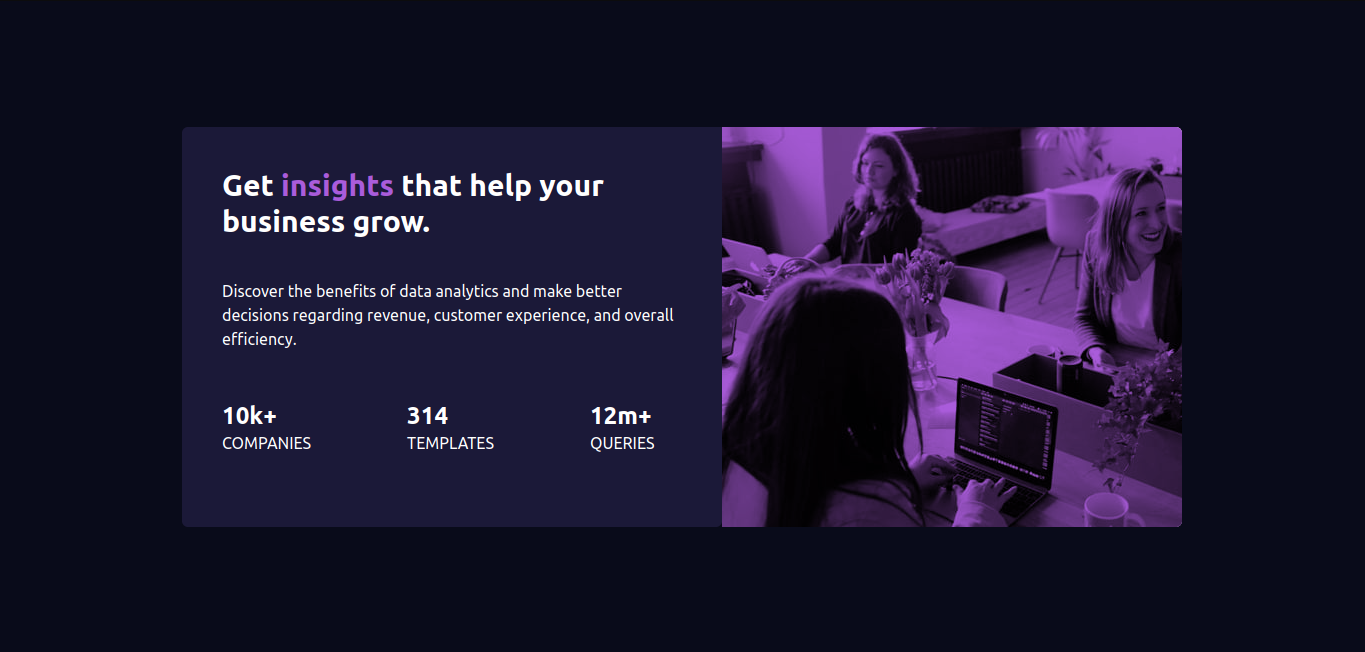 Get insights that help your
business grow.
Discover the benefits of data analytics and make better
decisions regarding revenue, customer experience, and overall
efficiency.
10k+ 314 12m+
COMPANIES TEMPLATES QUERIES